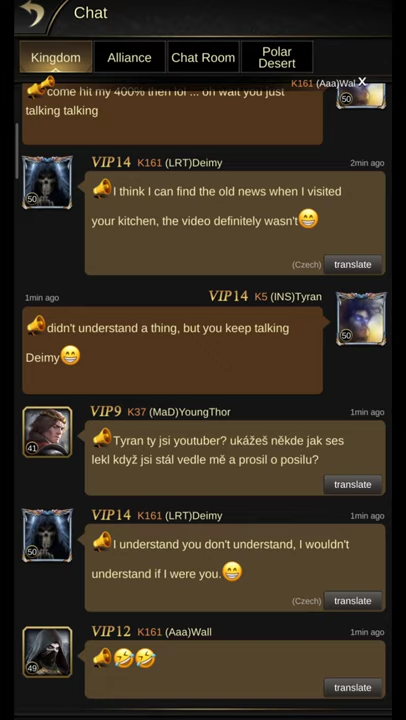 Chat
Kingdom
Alliance
Chat Room
Polar
Desert
K161 (Aaa)Wal X
come hit my 400% then lol ... oh wait you just
talking talking
50
VIP14 K161 (LRT)Deimy
2min ago
I think I can find the old news when I visited
your kitchen, the video definitely wasn't😁
50
(Czech)
translate
1min ago
VIP14 K5 (INS)Tyran
didn't understand a thing, but you keep talking
Deimy😁
50
VIP9 K37 (MaD)YoungThor
1min ago
Tyran ty jsi youtuber? ukážeš někde jak ses
lekl když jsi stál vedle mě a prosil o posilu?
41
translate
VIP14 K161 (LRT)Deimy
1min ago
I understand you don't understand, I wouldn't
understand if I were you.😁
50
(Czech)
translate
VIP12 K161 (Aaa)Wall
1min ago
🤣🤣
49
translate